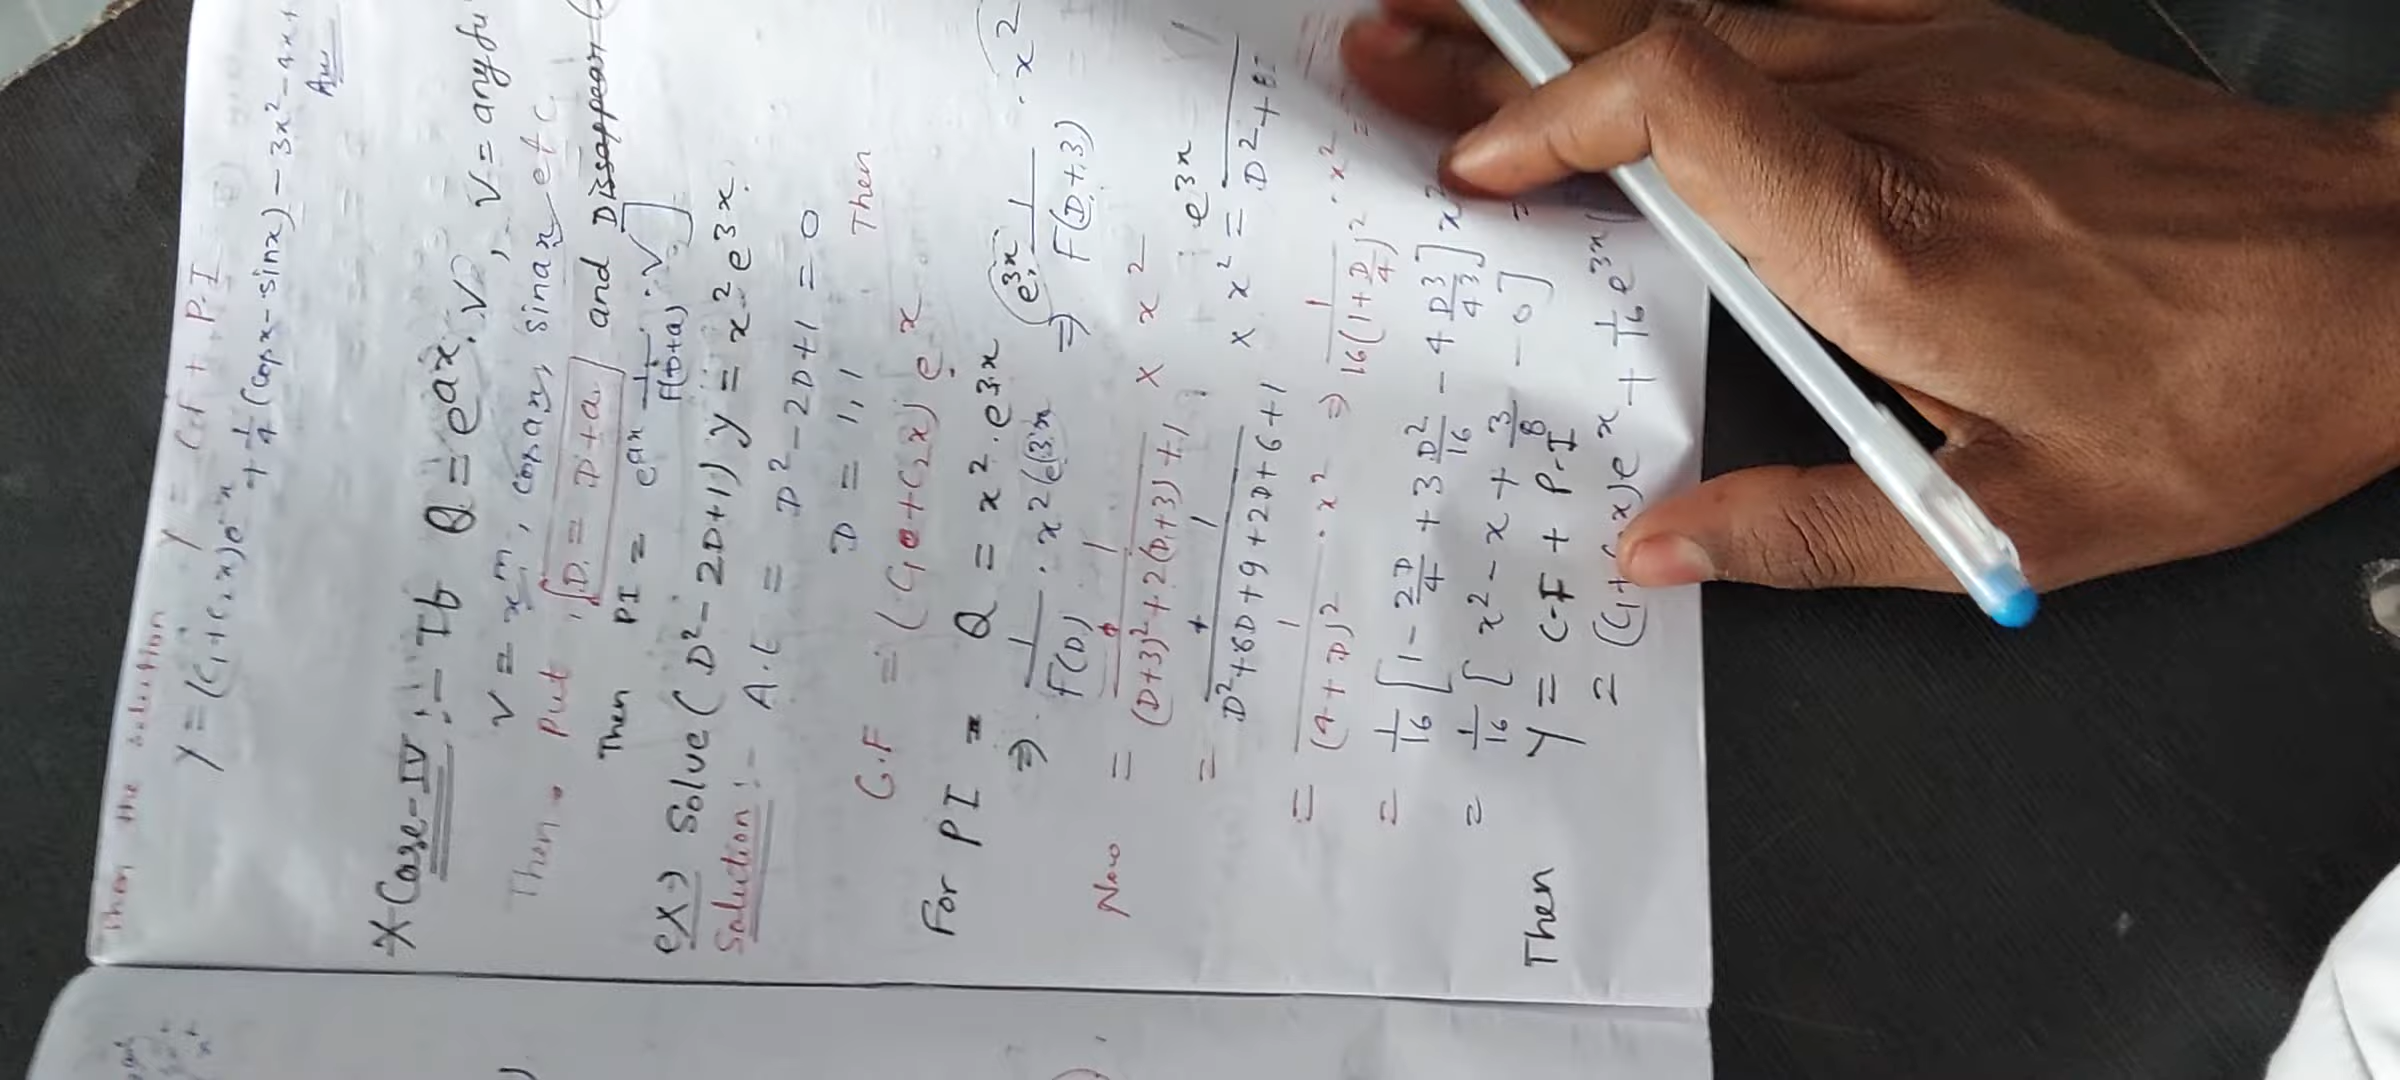 Then the solution Y = C.F + P.I
y = (C₁+C₂x)e⁻ˣ + 1/4 (cosx - sinx) - 3x² - 4x +
Ans
* Case-IV :- If Q = eᵃˣ.V, V = any fu
V = xᵐ, cosax, sinax etc
Then Put, [D = D+a] and
Then PI = eᵃˣ 1/F(D+a) . V
ex) Solve (D² - 2D + 1) y = x² e³ˣ.
Solution :- A.E = D² - 2D + 1 = 0
D = 1, 1 Then
C.F = (C₁ + C₂x) eˣ
For PI = Q = x² . e³ˣ
⇒ 1/F(D) . x² (e³ˣ) ⇒ e³ˣ . 1/F(D+3) . x²
Now = 1/(D+3)² + 2(D+3) + 1 × x²
= 1/D² + 6D + 9 + 2D + 6 + 1 × x² = e³ˣ 1/D² + 8D
= 1/(4 + D)² . x² ⇒ 1/16(1 + D/4)² . x²
= 1/16 [1 - 2D/4 + 3 D²/16 - 4 D³/4³] x²
= 1/16 [x² - x + 3/8 - 0] =
Then Y = C.F + P.I
= (C₁ + x) eˣ + 1/16 e³ˣ (